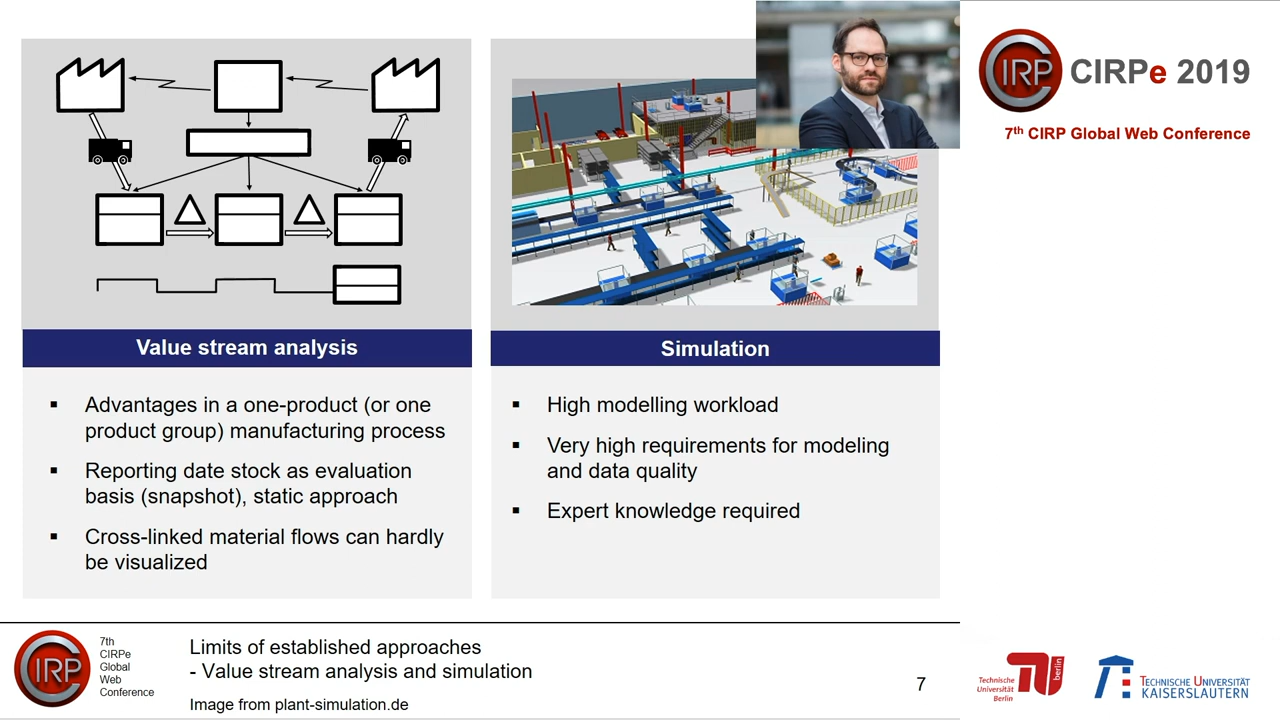 CIRP
CIRPe 2019
7th CIRP Global Web Conference
Value stream analysis
▪ Advantages in a one-product (or one
product group) manufacturing process
▪ Reporting date stock as evaluation
basis (snapshot), static approach
▪ Cross-linked material flows can hardly
be visualized
Simulation
▪ High modelling workload
▪ Very high requirements for modeling
and data quality
▪ Expert knowledge required
CIRP
7th
CIRPe
Global
Web
Conference
Limits of established approaches
- Value stream analysis and simulation
Image from plant-simulation.de
7
Technische
Universität
Berlin
berlin
TECHNISCHE UNIVERSITÄT
KAISERSLAUTERN